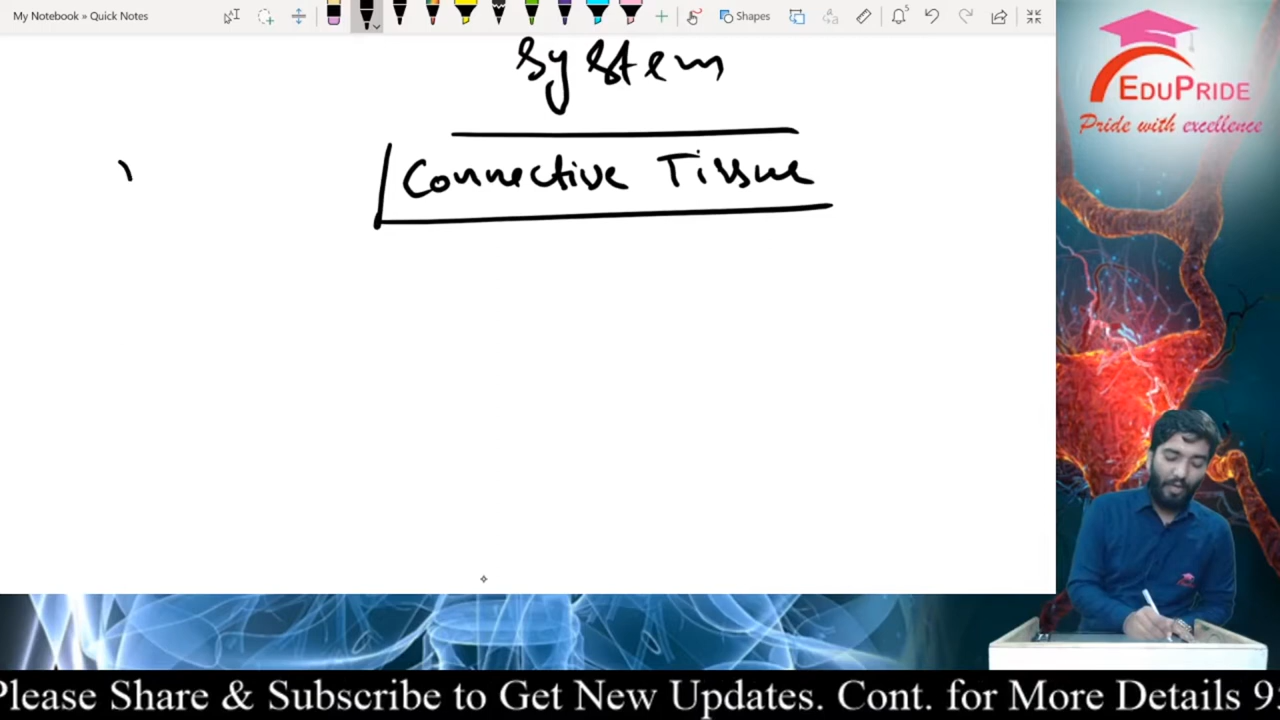 My Notebook » Quick Notes
Shapes
5
System
Connective Tissue
EDUPRIDE
Pride with excellence
Please Share & Subscribe to Get New Updates. Cont. for More Details 9